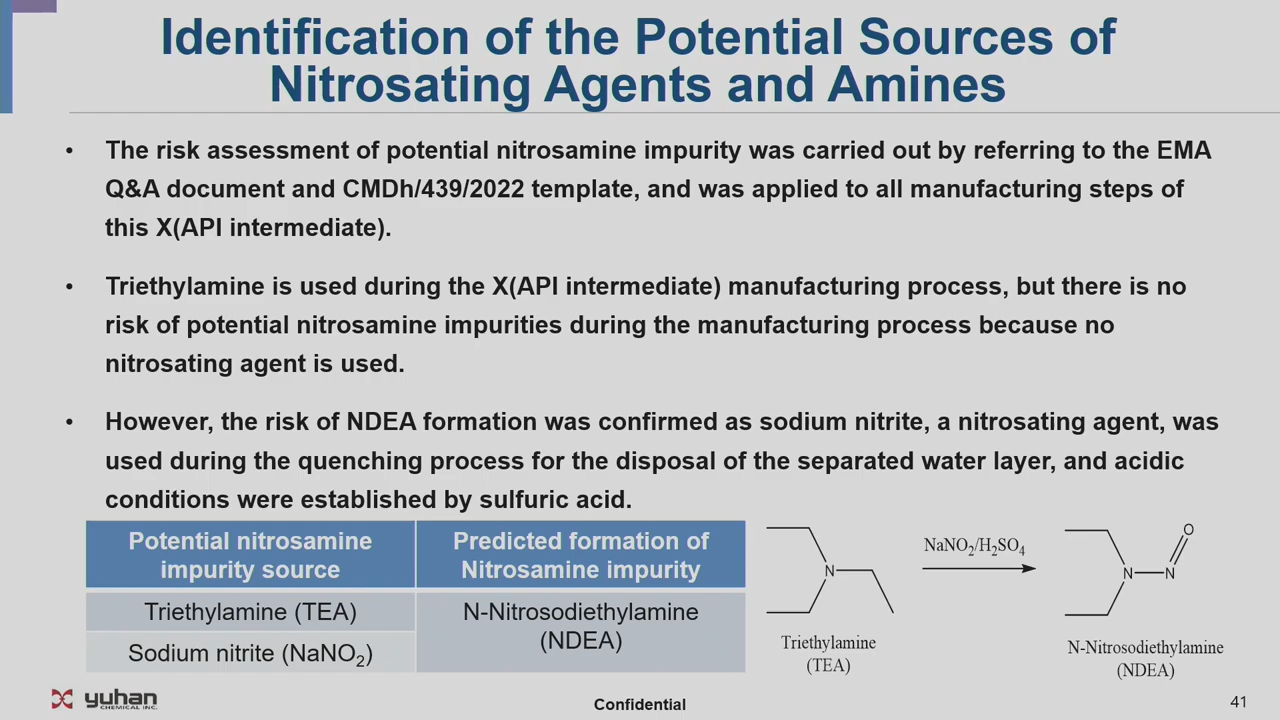 Identification of the Potential Sources of
Nitrosating Agents and Amines
• The risk assessment of potential nitrosamine impurity was carried out by referring to the EMA
Q&A document and CMDh/439/2022 template, and was applied to all manufacturing steps of
this X(API intermediate).
• Triethylamine is used during the X(API intermediate) manufacturing process, but there is no
risk of potential nitrosamine impurities during the manufacturing process because no
nitrosating agent is used.
• However, the risk of NDEA formation was confirmed as sodium nitrite, a nitrosating agent, was
used during the quenching process for the disposal of the separated water layer, and acidic
conditions were established by sulfuric acid.
Potential nitrosamine
impurity source
Predicted formation of
Nitrosamine impurity
Triethylamine (TEA)
N-Nitrosodiethylamine
(NDEA)
Sodium nitrite (NaNO₂)
N
Triethylamine
(TEA)
NaNO₂/H₂SO₄
O
N N
N-Nitrosodiethylamine
(NDEA)
yuhan
CHEMICAL INC.
Confidential
41